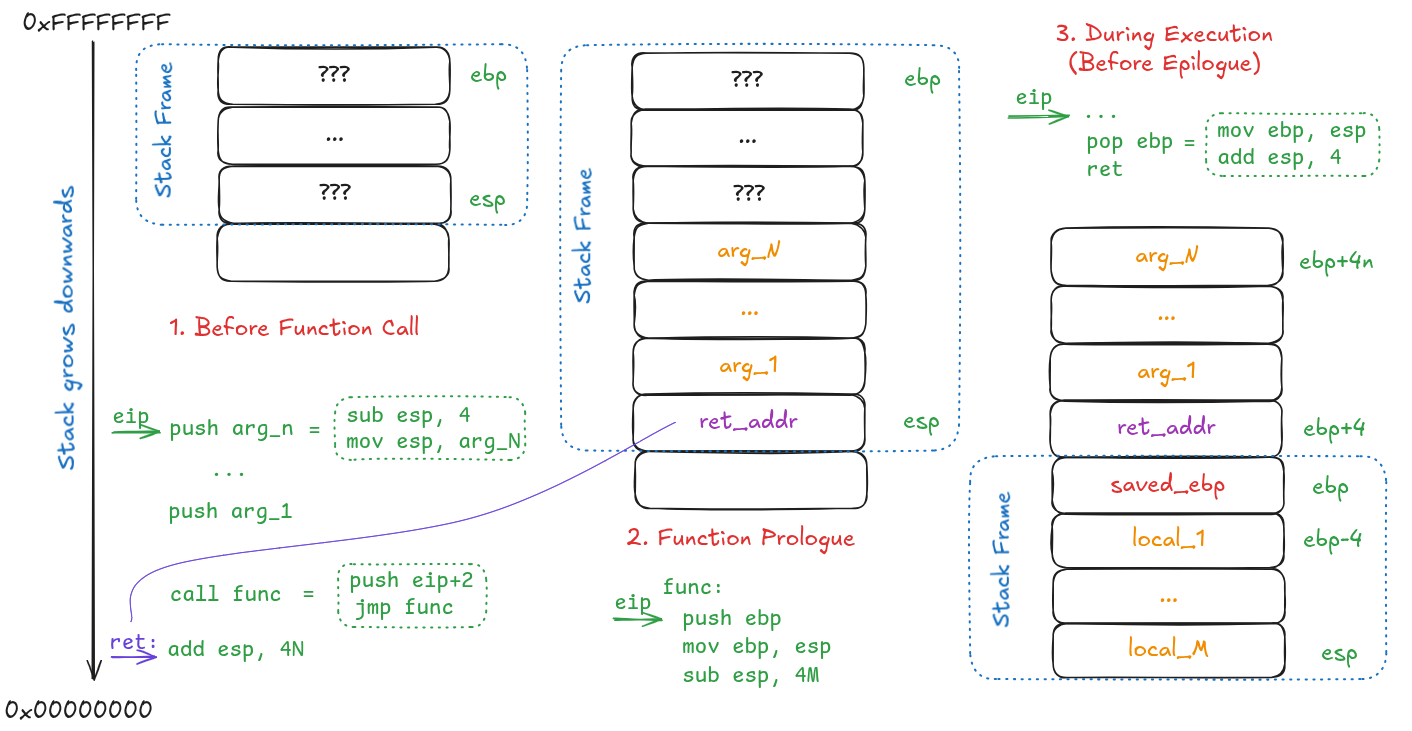 0xFFFFFFFF
Stack grows downwards
0x00000000
Stack Frame
???
ebp
...
???
esp
1. Before Function Call
eip
push arg_n =
sub esp, 4
mov esp, arg_N
...
push arg_1
call func =
push eip+2
jmp func
ret:
add esp, 4N
Stack Frame
???
ebp
...
???
arg_N
...
arg_1
ret_addr
esp
2. Function Prologue
func:
eip
push ebp
mov ebp, esp
sub esp, 4M
3. During Execution
(Before Epilogue)
eip
...
pop ebp =
mov ebp, esp
add esp, 4
ret
arg_N
ebp+4n
...
arg_1
ret_addr
ebp+4
Stack Frame
saved_ebp
ebp
local_1
ebp-4
...
local_M
esp